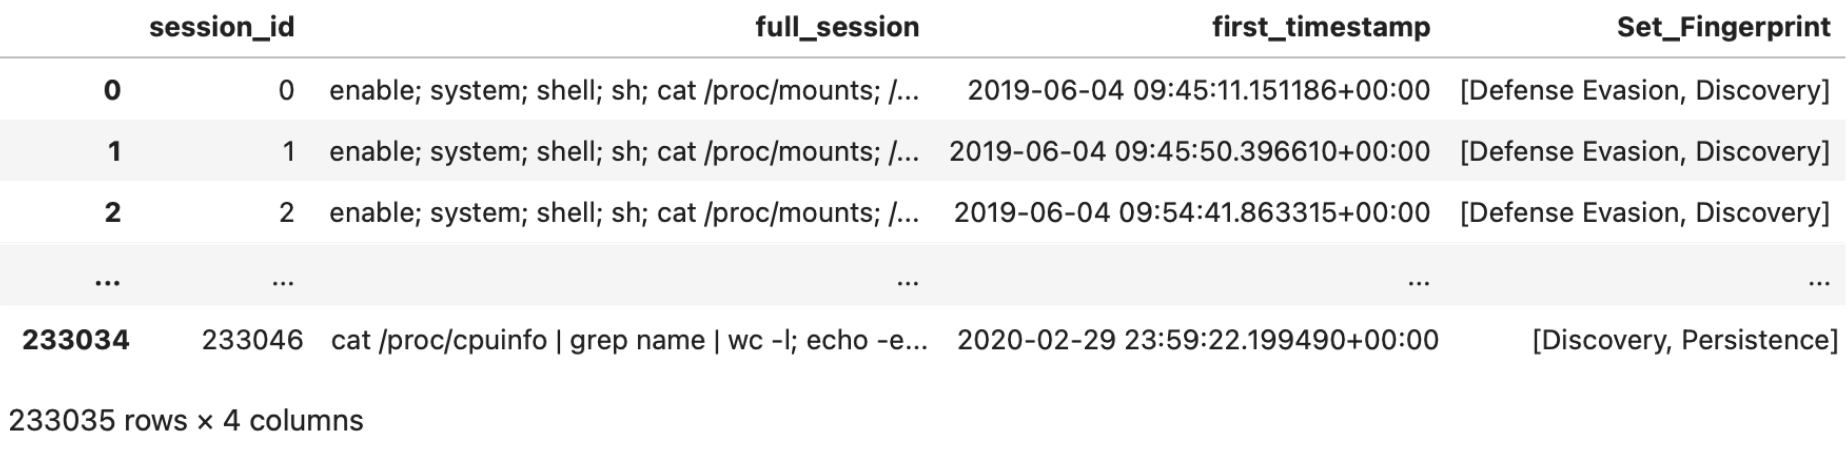 session_id full_session first_timestamp Set_Fingerprint
0 0 enable; system; shell; sh; cat /proc/mounts; /... 2019-06-04 09:45:11.151186+00:00 [Defense Evasion, Discovery]
1 1 enable; system; shell; sh; cat /proc/mounts; /... 2019-06-04 09:45:50.396610+00:00 [Defense Evasion, Discovery]
2 2 enable; system; shell; sh; cat /proc/mounts; /... 2019-06-04 09:54:41.863315+00:00 [Defense Evasion, Discovery]
... ... ... ... ...
233034 233046 cat /proc/cpuinfo | grep name | wc -l; echo -e... 2020-02-29 23:59:22.199490+00:00 [Discovery, Persistence]
233035 rows × 4 columns